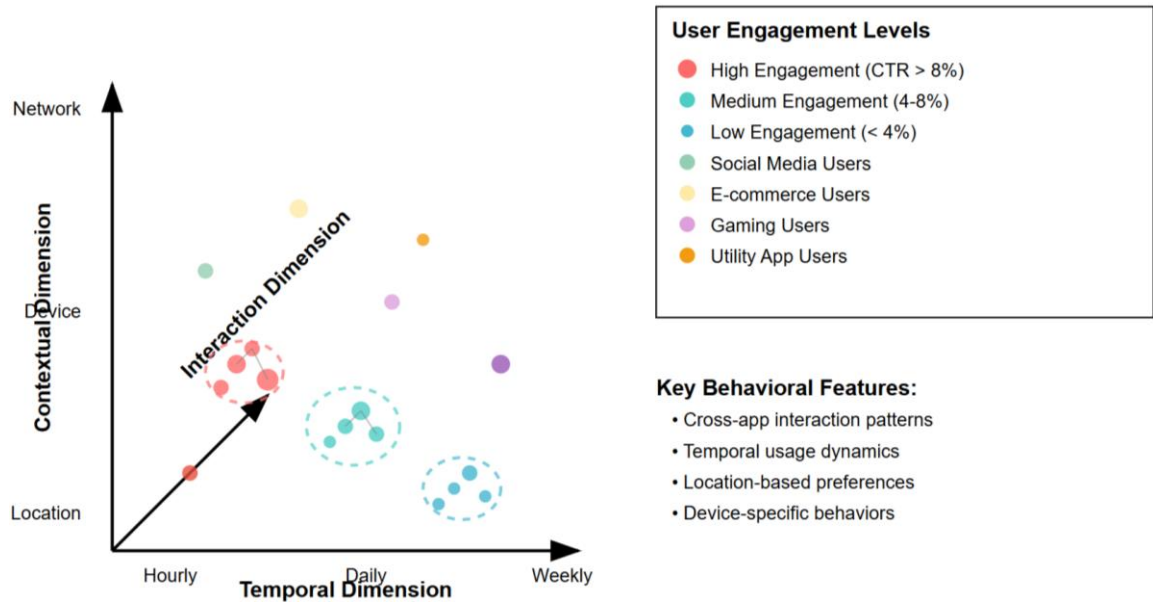 Network
Device
Location
Contextual Dimension
Interaction Dimension
Hourly
Daily
Weekly
Temporal Dimension
User Engagement Levels
High Engagement (CTR > 8%)
Medium Engagement (4-8%)
Low Engagement (< 4%)
Social Media Users
E-commerce Users
Gaming Users
Utility App Users
Key Behavioral Features:
• Cross-app interaction patterns
• Temporal usage dynamics
• Location-based preferences
• Device-specific behaviors